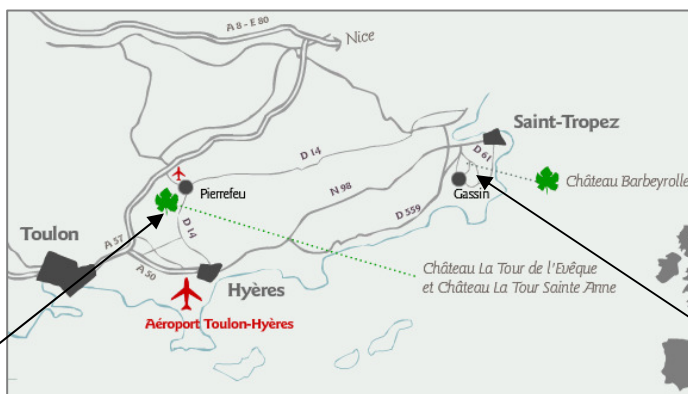 A 8 - E 80
Nice
Saint-Tropez
D 61
D 14
Château Barbeyrolle
Pierrefeu
Gassin
N 98
D 14
D 559
A 57
Toulon
A 50
Château La Tour de l'Evêque
et Château La Tour Sainte Anne
Hyères
Aéroport Toulon-Hyères